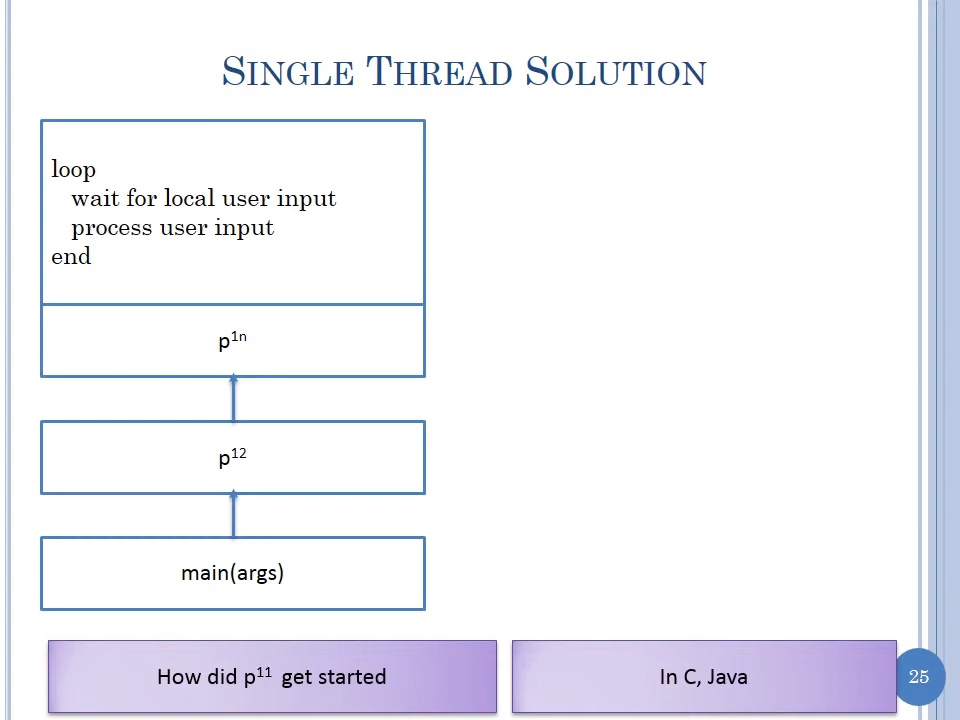 SINGLE THREAD SOLUTION
loop
wait for local user input
process user input
end
p¹ⁿ
p¹²
main(args)
How did p¹¹ get started
In C, Java
25